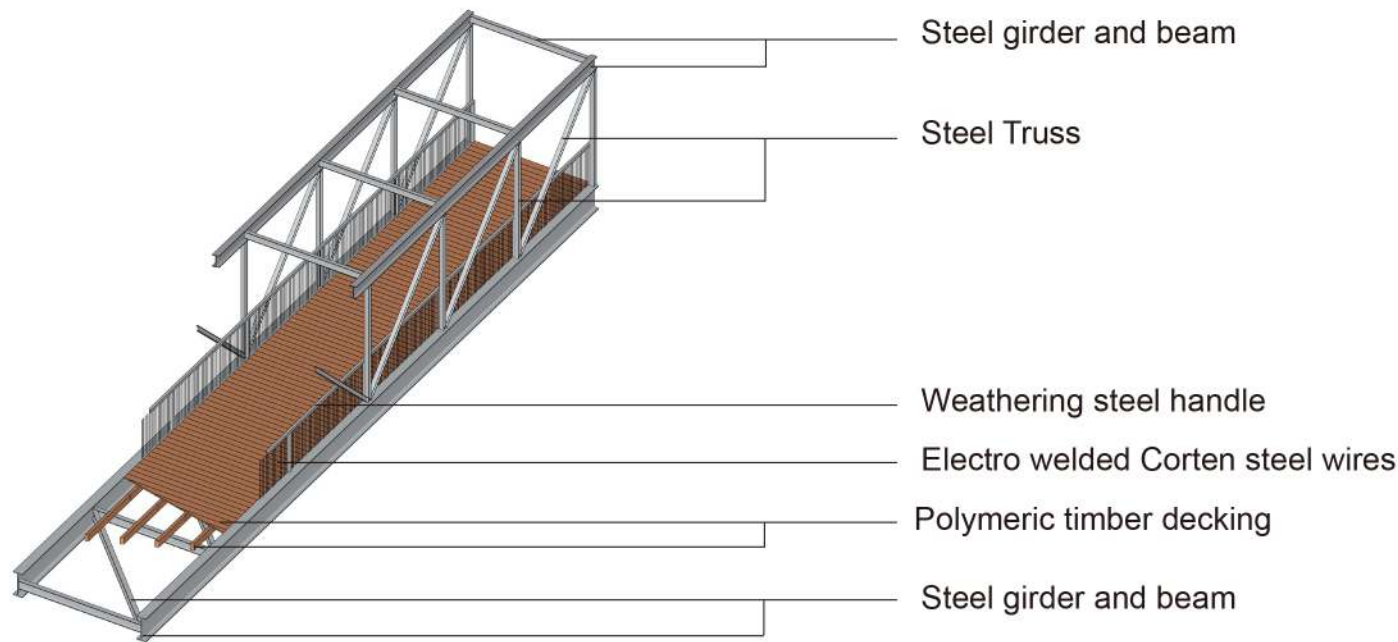 Steel girder and beam
Steel Truss
Weathering steel handle
Electro welded Corten steel wires
Polymeric timber decking
Steel girder and beam